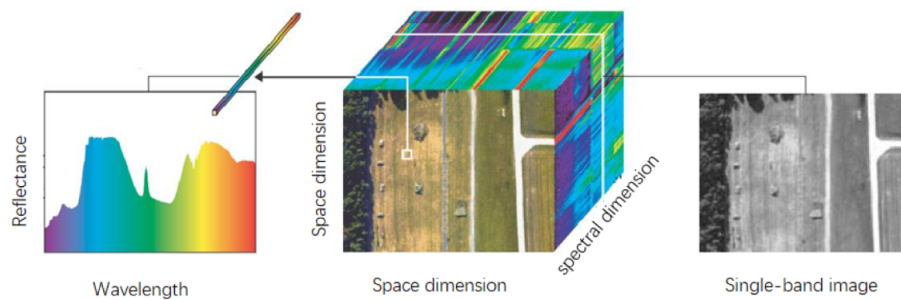 Reflectance
Wavelength
Space dimension
Space dimension
spectral dimension
Single-band image